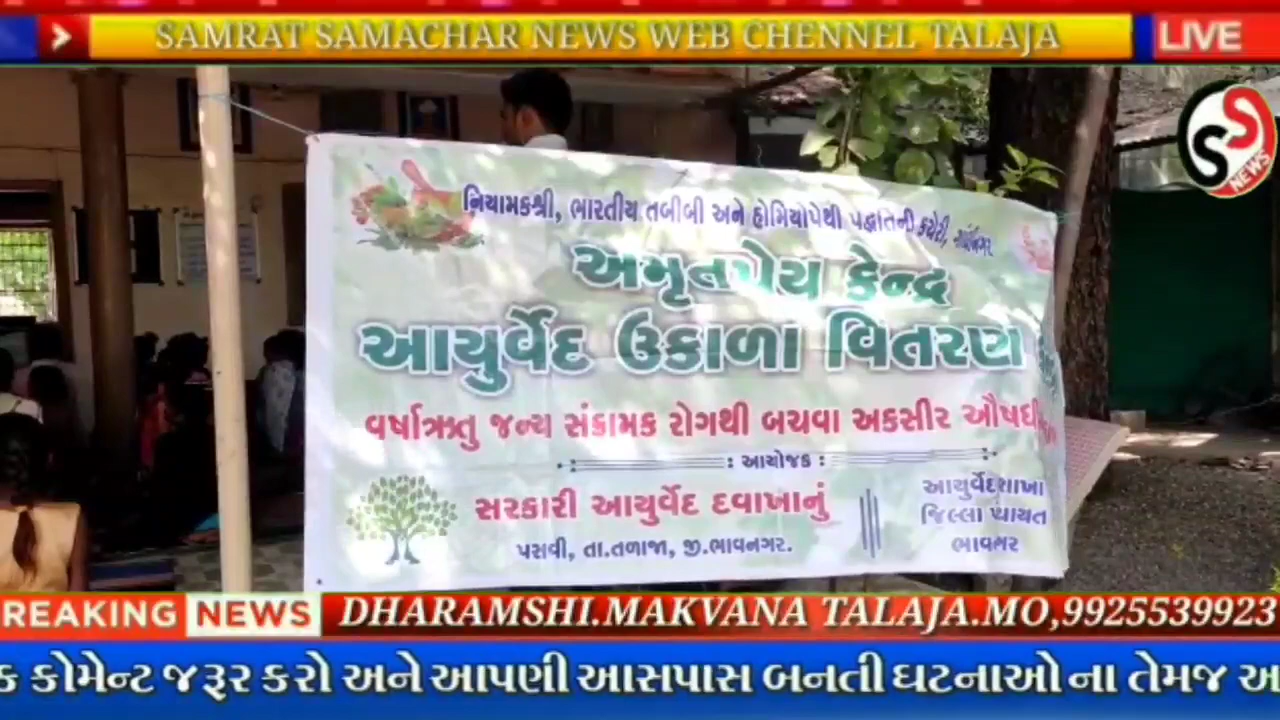 SAMRAT SAMACHAR NEWS WEB CHENNEL TALAJA
LIVE
SS
NEWS
નિયામકશ્રી, ભારતીય તબીબી અને હોમિયોપેથી પદ્ધતિની કચેરી, ગાંધીનગર
અમૃતપેય કેન્દ્ર
આયુર્વેદ ઉકાળા વિતરણ
વર્ષાઋતુ જન્ય સંક્રામક રોગથી બચવા અકસીર ઔષધી
: આયોજક :
સરકારી આયુર્વેદ દવાખાનું
પસવી, તા.તળાજા, જી.ભાવનગર.
આયુર્વેદશાખા
જિલ્લા પંચાયત
ભાવનગર
REAKING NEWS
DHARAMSHI.MAKVANA TALAJA.MO,9925539923
ક કોમેન્ટ જરૂર કરો અને આપણી આસપાસ બનતી ઘટનાઓ ના તેમજ અ